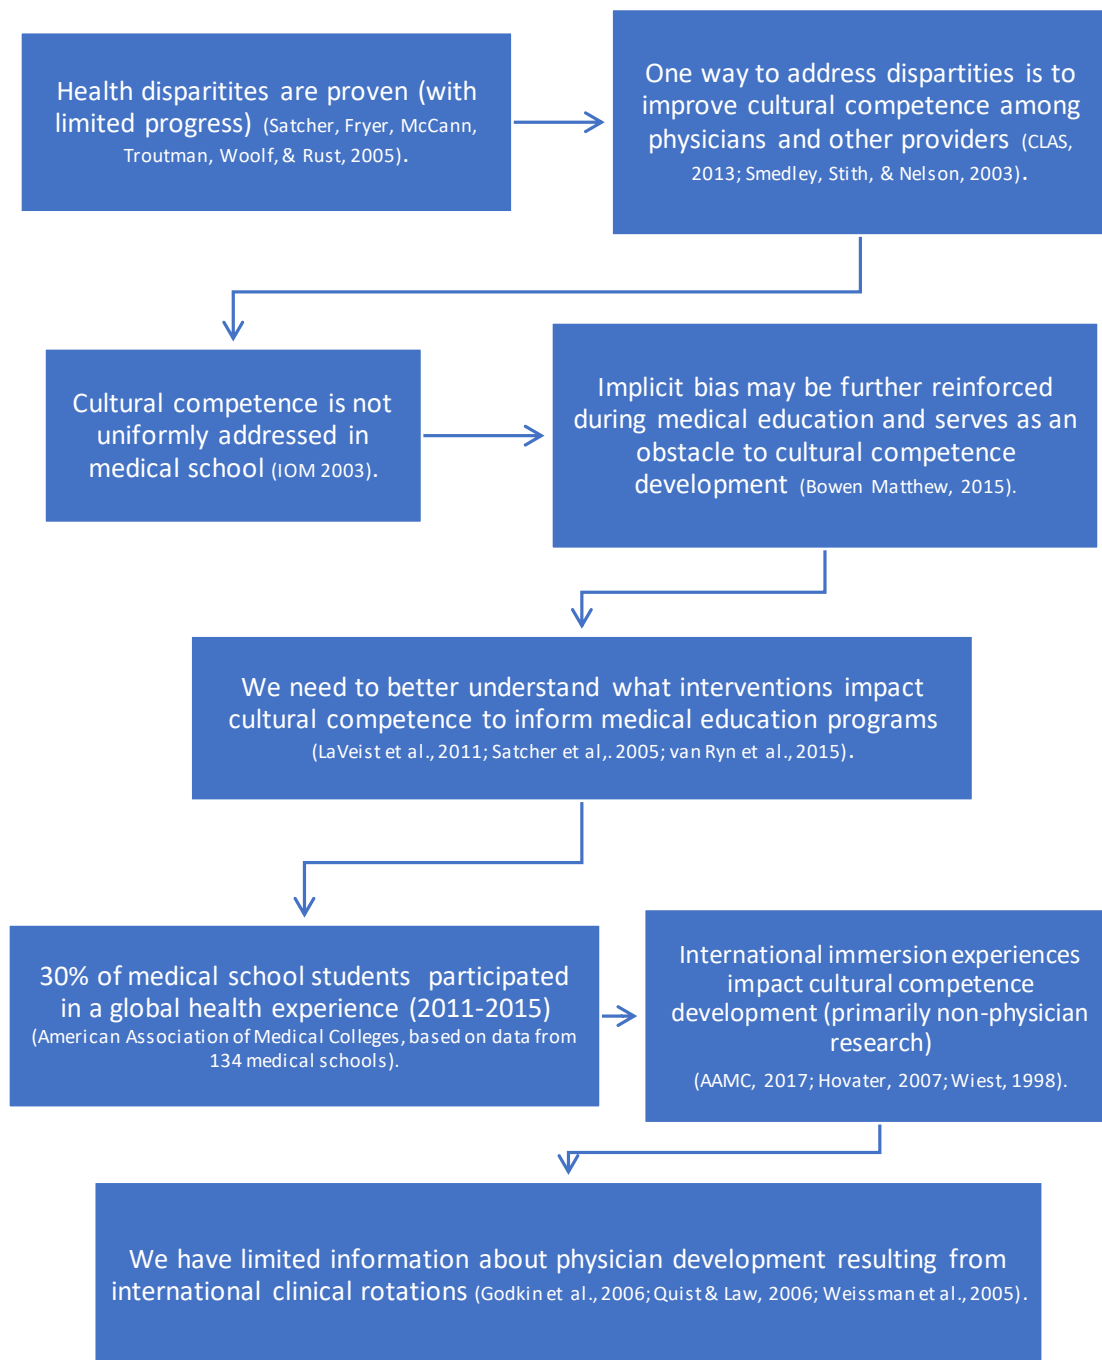 Health disparitites are proven (with
limited progress) (Satcher, Fryer, McCann,
Troutman, Woolf, & Rust, 2005).
One way to address dispartities is to
improve cultural competence among
physicians and other providers (CLAS,
2013; Smedley, Stith, & Nelson, 2003).
Cultural competence is not
uniformly addressed in
medical school (IOM 2003).
Implicit bias may be further reinforced
during medical education and serves as an
obstacle to cultural competence
development (Bowen Matthew, 2015).
We need to better understand what interventions impact
cultural competence to inform medical education programs
(LaVeist et al., 2011; Satcher et al,. 2005; van Ryn et al., 2015).
30% of medical school students participated
in a global health experience (2011-2015)
(American Association of Medical Colleges, based on data from
134 medical schools).
International immersion experiences
impact cultural competence
development (primarily non-physician
research)
(AAMC, 2017; Hovater, 2007; Wiest, 1998).
We have limited information about physician development resulting from
international clinical rotations (Godkin et al., 2006; Quist & Law, 2006; Weissman et al., 2005).